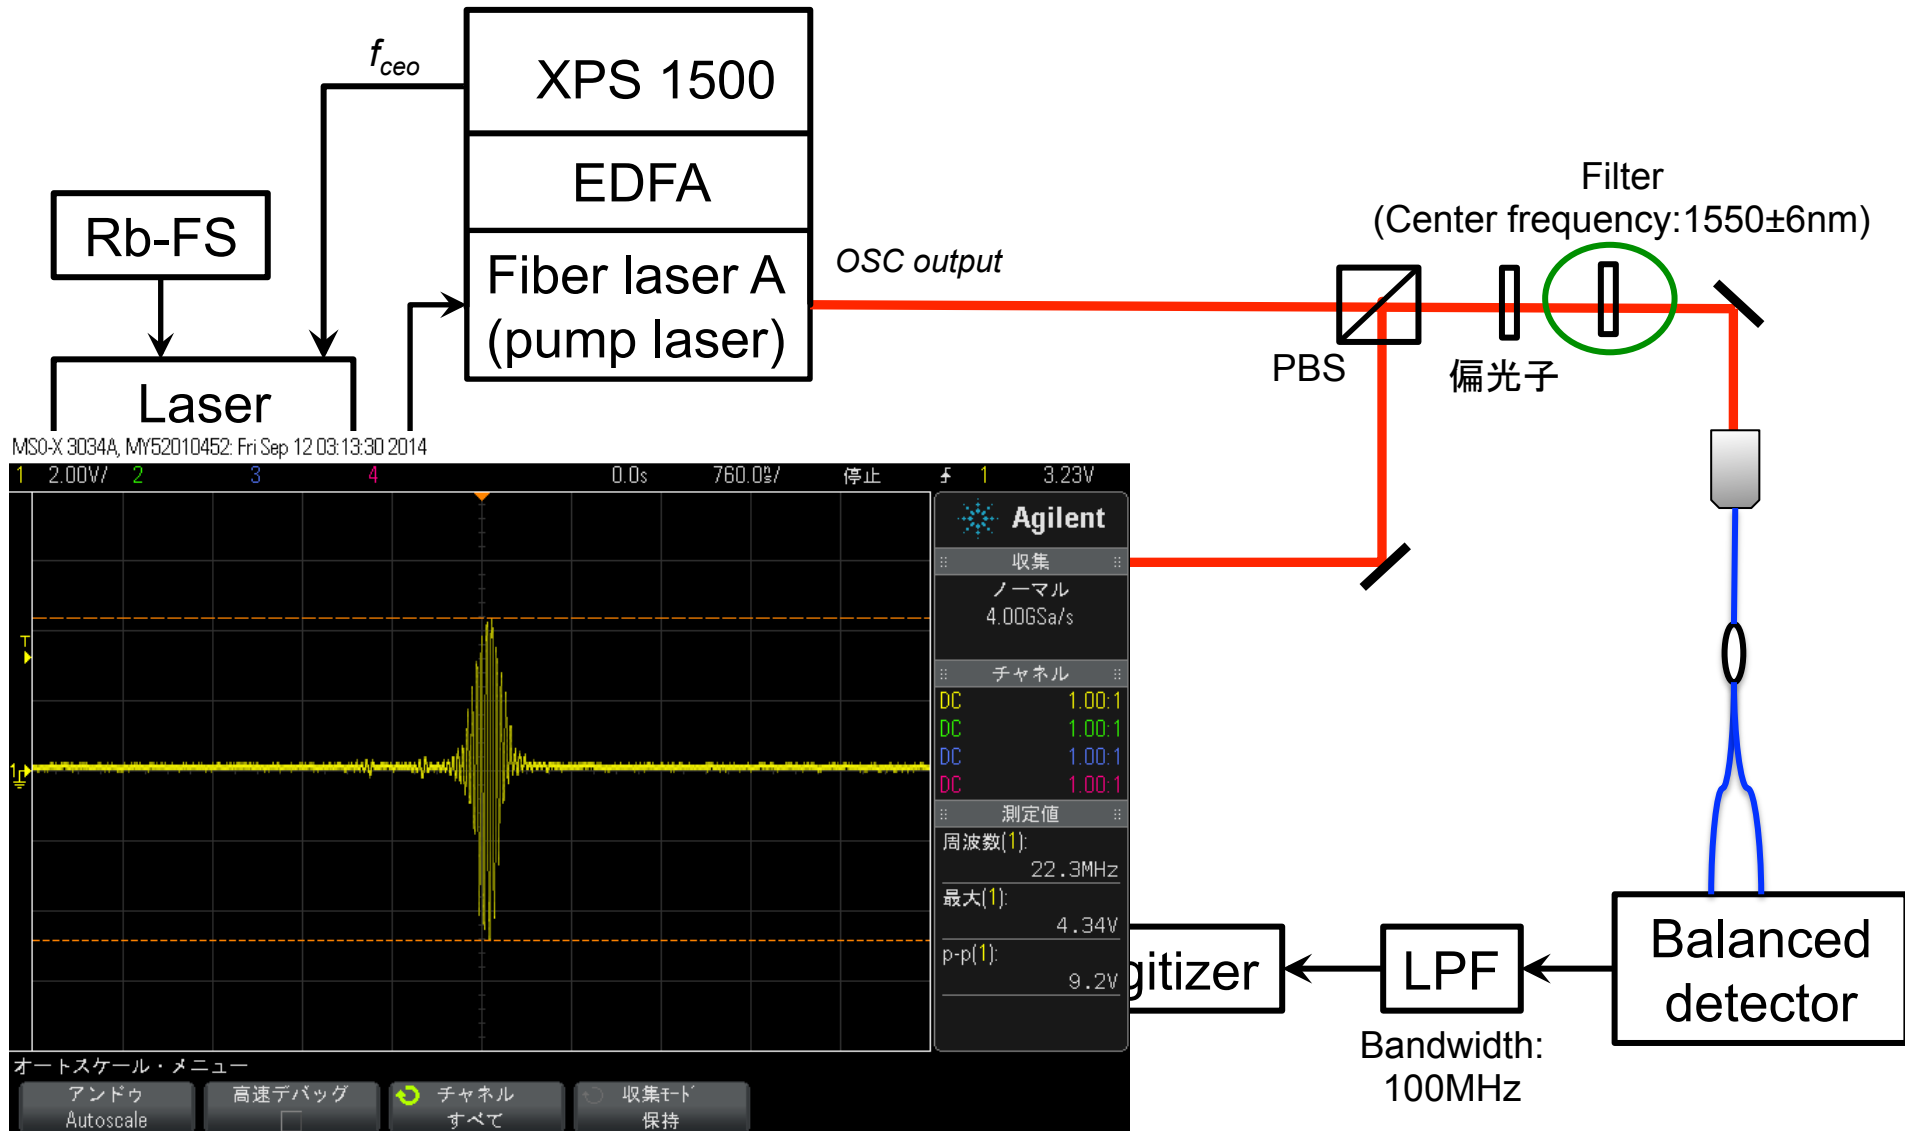 f_ceo
XPS 1500
EDFA
Fiber laser A
(pump laser)
Rb-FS
Laser
OSC output
Filter
(Center frequency:1550±6nm)
PBS
偏光子
MSO-X 3034A, MY52010452: Fri Sep 12 03:13:30 2014
1 2.00V/ 2 3 4 0.0s 760.0ns/ 停止 1 3.23V
Agilent
収集
ノーマル
4.00GSa/s
チャネル
DC 1.00:1
DC 1.00:1
DC 1.00:1
DC 1.00:1
測定値
周波数(1):
22.3MHz
最大(1):
4.34V
p-p(1):
9.2V
T
1
オートスケール・メニュー
アンドゥ
Autoscale
高速デバッグ
チャネル
すべて
収集モード
保持
gitizer
LPF
Bandwidth:
100MHz
Balanced
detector